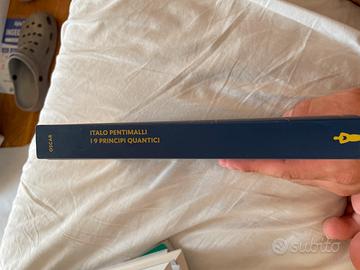 OSCAR
ITALO PENTIMALLI
I 9 PRINCIPI QUANTICI
subito